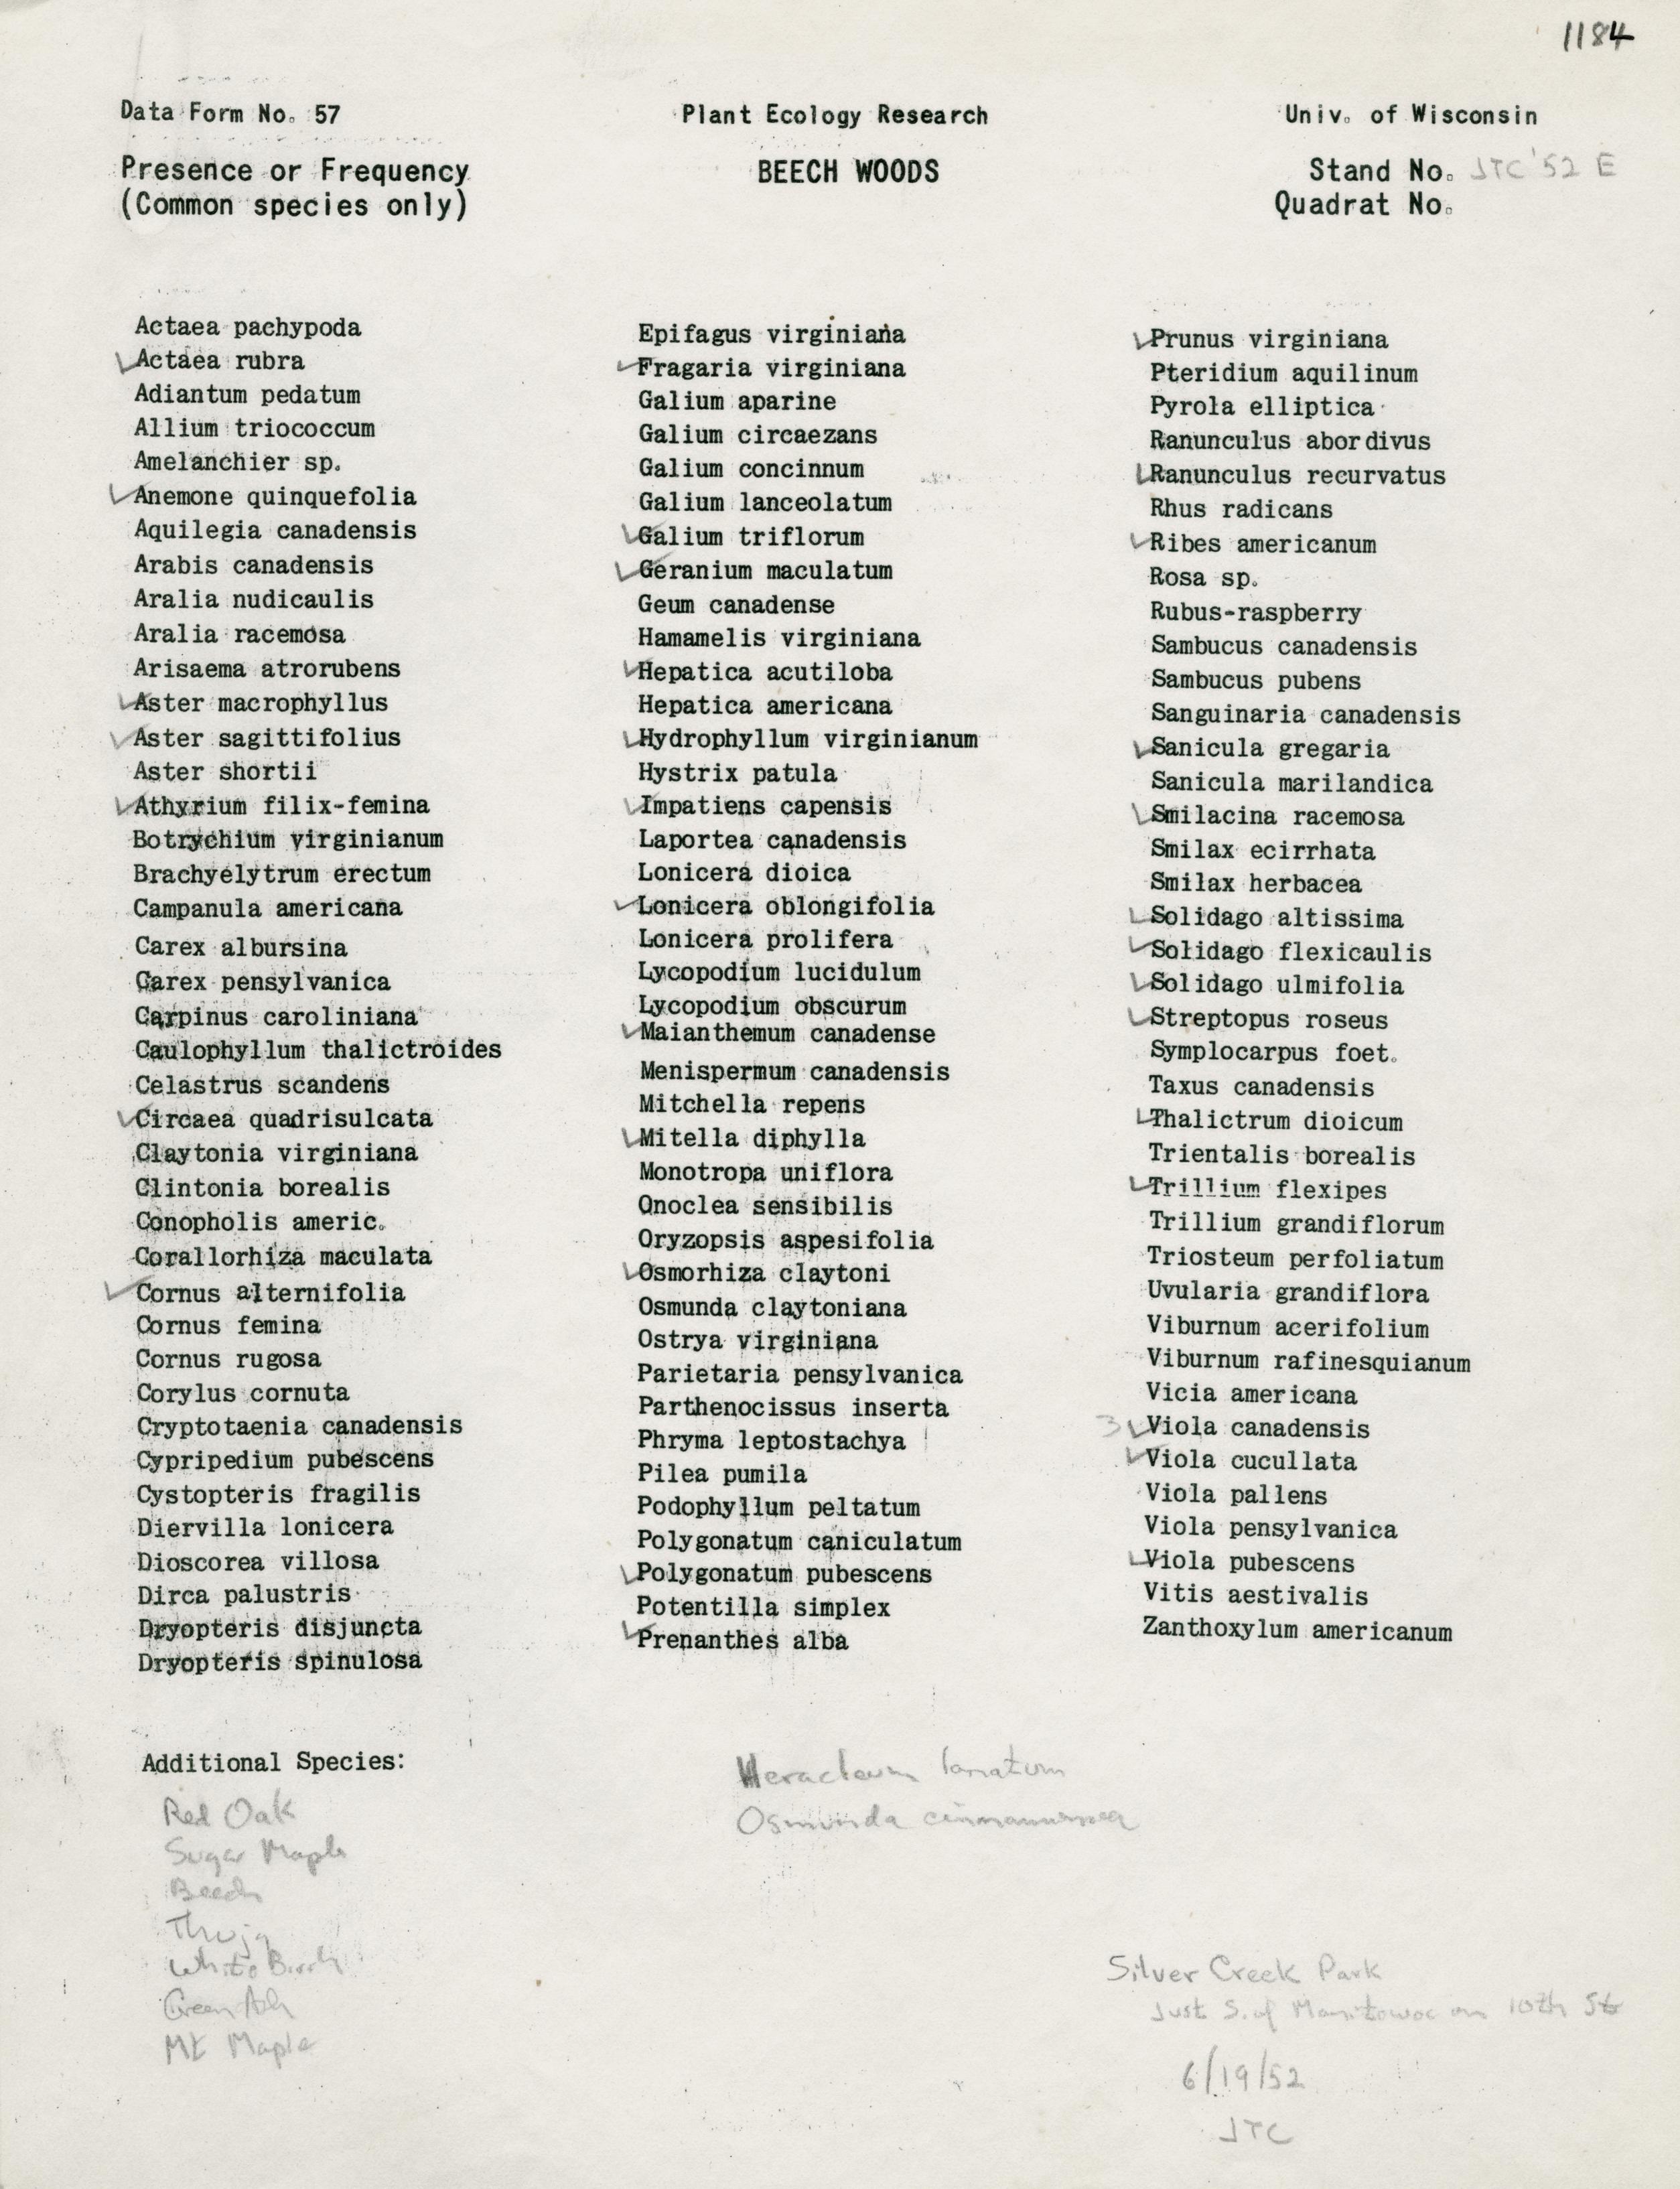 1184
Data Form No. 57
Plant Ecology Research
Univ. of Wisconsin
Presence or Frequency
(Common species only)
BEECH WOODS
Stand No. JTC '52 E
Quadrat No.
Actaea pachypoda
✓Actaea rubra
Adiantum pedatum
Allium triococcum
Amelanchier sp.
✓Anemone quinquefolia
Aquilegia canadensis
Arabis canadensis
Aralia nudicaulis
Aralia racemosa
Arisaema atrorubens
✓Aster macrophyllus
✓Aster sagittifolius
Aster shortii
✓Athyrium filix-femina
Botrychium virginianum
Brachyelytrum erectum
Campanula americana
Carex albursina
Carex pensylvanica
Carpinus caroliniana
Caulophyllum thalictroides
Celastrus scandens
✓Circaea quadrisulcata
Claytonia virginiana
Clintonia borealis
Conopholis americ.
Corallorhiza maculata
✓Cornus alternifolia
Cornus femina
Cornus rugosa
Corylus cornuta
Cryptotaenia canadensis
Cypripedium pubescens
Cystopteris fragilis
Diervilla lonicera
Dioscorea villosa
Dirca palustris
Dryopteris disjuncta
Dryopteris spinulosa
Epifagus virginiana
✓Fragaria virginiana
Galium aparine
Galium circaezans
Galium concinnum
Galium lanceolatum
✓Galium triflorum
✓Geranium maculatum
Geum canadense
Hamamelis virginiana
✓Hepatica acutiloba
Hepatica americana
✓Hydrophyllum virginianum
Hystrix patula
✓Impatiens capensis
Laportea canadensis
Lonicera dioica
✓Lonicera oblongifolia
Lonicera prolifera
Lycopodium lucidulum
Lycopodium obscurum
✓Maianthemum canadense
Menispermum canadensis
Mitchella repens
✓Mitella diphylla
Monotropa uniflora
Onoclea sensibilis
Oryzopsis aspesifolia
✓Osmorhiza claytoni
Osmunda claytoniana
Ostrya virginiana
Parietaria pensylvanica
Parthenocissus inserta
Phryma leptostachya
Pilea pumila
Podophyllum peltatum
Polygonatum caniculatum
✓Polygonatum pubescens
Potentilla simplex
✓Prenanthes alba
✓Prunus virginiana
Pteridium aquilinum
Pyrola elliptica
Ranunculus abordivus
✓Ranunculus recurvatus
Rhus radicans
✓Ribes americanum
Rosa sp.
Rubus-raspberry
Sambucus canadensis
Sambucus pubens
Sanguinaria canadensis
✓Sanicula gregaria
Sanicula marilandica
✓Smilacina racemosa
Smilax ecirrhata
Smilax herbacea
✓Solidago altissima
✓Solidago flexicaulis
✓Solidago ulmifolia
✓Streptopus roseus
Symplocarpus foet.
Taxus canadensis
✓Thalictrum dioicum
Trientalis borealis
✓Trillium flexipes
Trillium grandiflorum
Triosteum perfoliatum
Uvularia grandiflora
Viburnum acerifolium
Viburnum rafinesquianum
Vicia americana
3 ✓Viola canadensis
✓Viola cucullata
Viola pallens
Viola pensylvanica
✓Viola pubescens
Vitis aestivalis
Zanthoxylum americanum
Additional Species:
Red Oak
Sugar Maple
Beech
Thuja
White Birch
Green Ash
Mt Maple
Heracleum lanatum
Osmunda cinnamomea
Silver Creek Park
Just S. of Manitowoc on 10th St
6/19/52
JTC